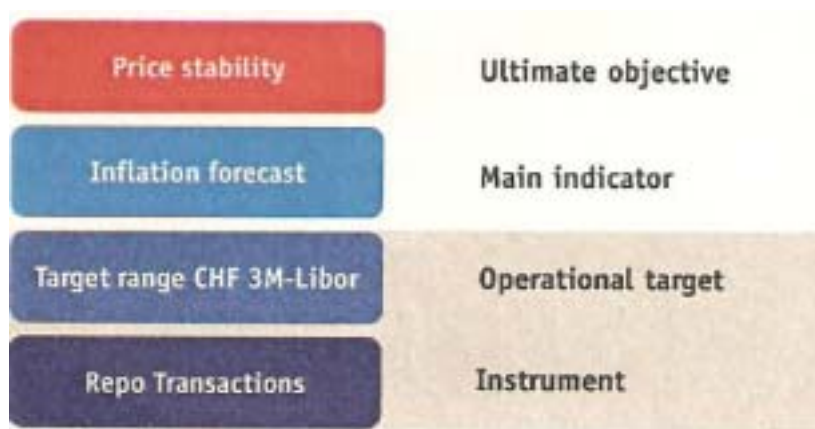 Price stability
Ultimate objective
Inflation forecast
Main indicator
Target range CHF 3M-Libor
Operational target
Repo Transactions
Instrument